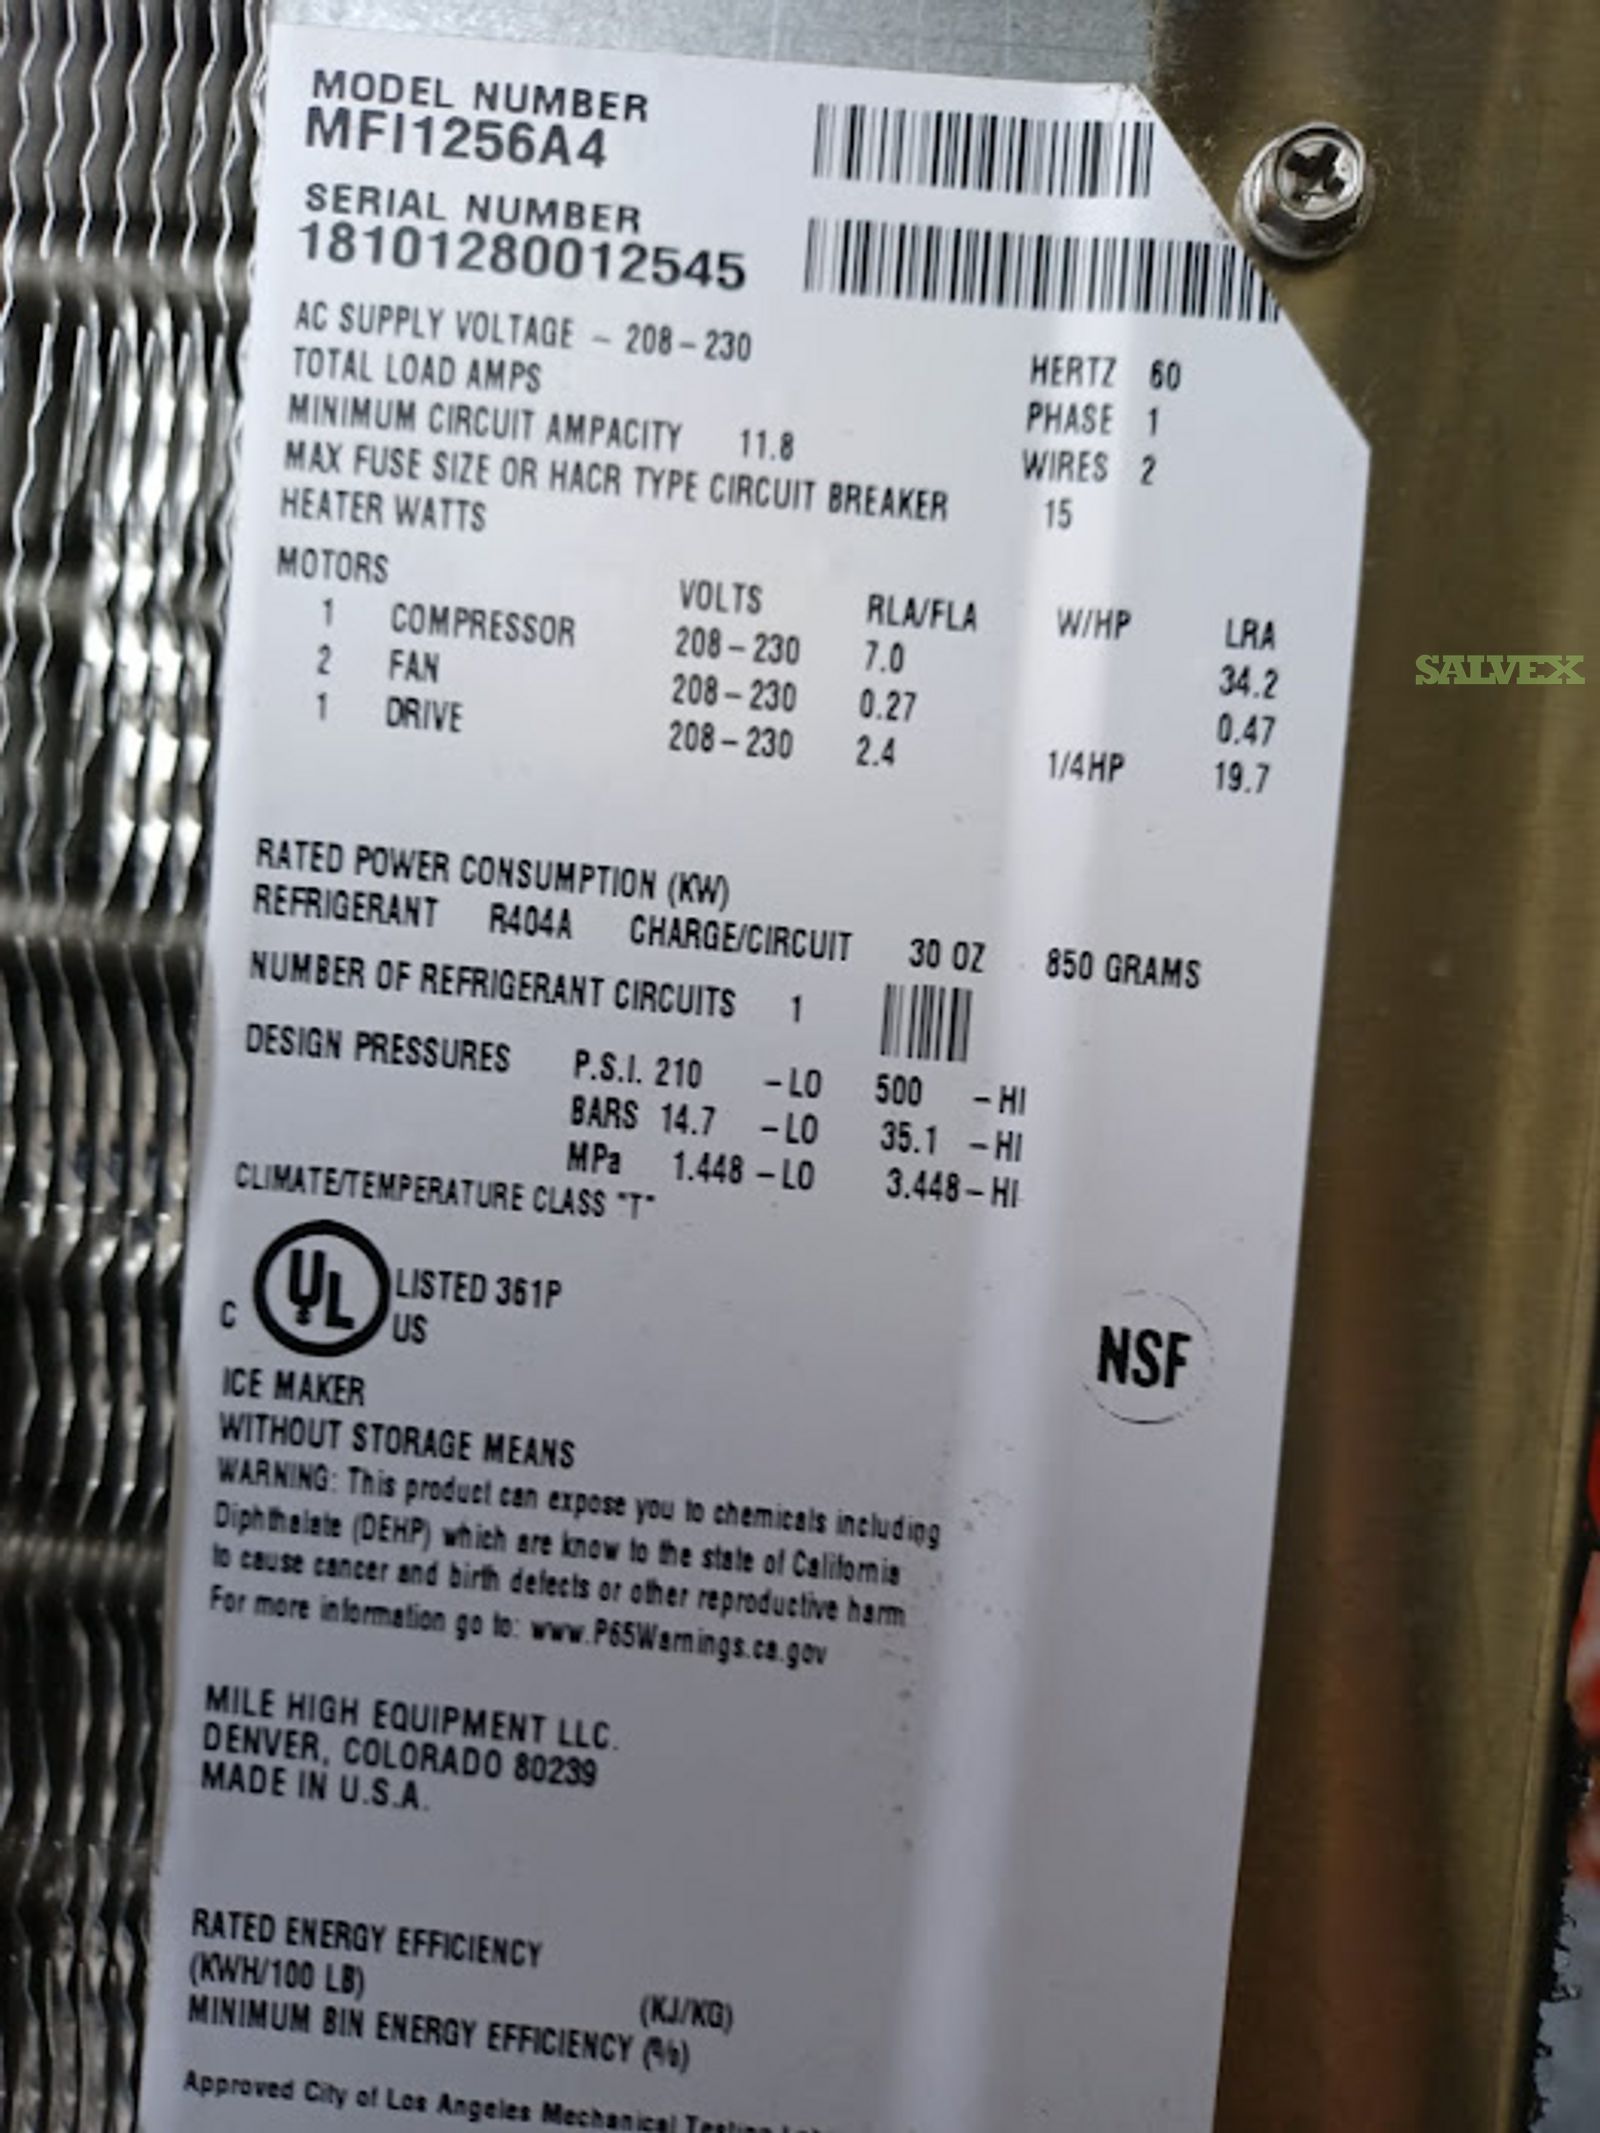 MODEL NUMBER
MFI1256A4
SERIAL NUMBER
18101280012545
AC SUPPLY VOLTAGE – 208–230 HERTZ 60
TOTAL LOAD AMPS PHASE 1
MINIMUM CIRCUIT AMPACITY 11.8 WIRES 2
MAX FUSE SIZE OR HACR TYPE CIRCUIT BREAKER 15
HEATER WATTS
MOTORS VOLTS RLA/FLA W/HP LRA
1 COMPRESSOR 208–230 7.0 34.2
2 FAN 208–230 0.27 0.47
1 DRIVE 208–230 2.4 1/4HP 19.7
SALVEX
RATED POWER CONSUMPTION (KW)
REFRIGERANT R404A CHARGE/CIRCUIT 30 OZ 850 GRAMS
NUMBER OF REFRIGERANT CIRCUITS 1
DESIGN PRESSURES P.S.I. 210 –LO 500 –HI
BARS 14.7 –LO 35.1 –HI
MPa 1.448 –LO 3.448–HI
CLIMATE/TEMPERATURE CLASS "T"
C UL LISTED 361P
US
NSF
ICE MAKER
WITHOUT STORAGE MEANS
WARNING: This product can expose you to chemicals including
Diphthalate (DEHP) which are know to the state of California
to cause cancer and birth defects or other reproductive harm
For more information go to: www.P65Warnings.ca.gov
MILE HIGH EQUIPMENT LLC.
DENVER, COLORADO 80239
MADE IN U.S.A.
RATED ENERGY EFFICIENCY
(KWH/100 LB) (KJ/KG)
MINIMUM BIN ENERGY EFFICIENCY (%)
Approved City of Los Angeles Mechanical Testing